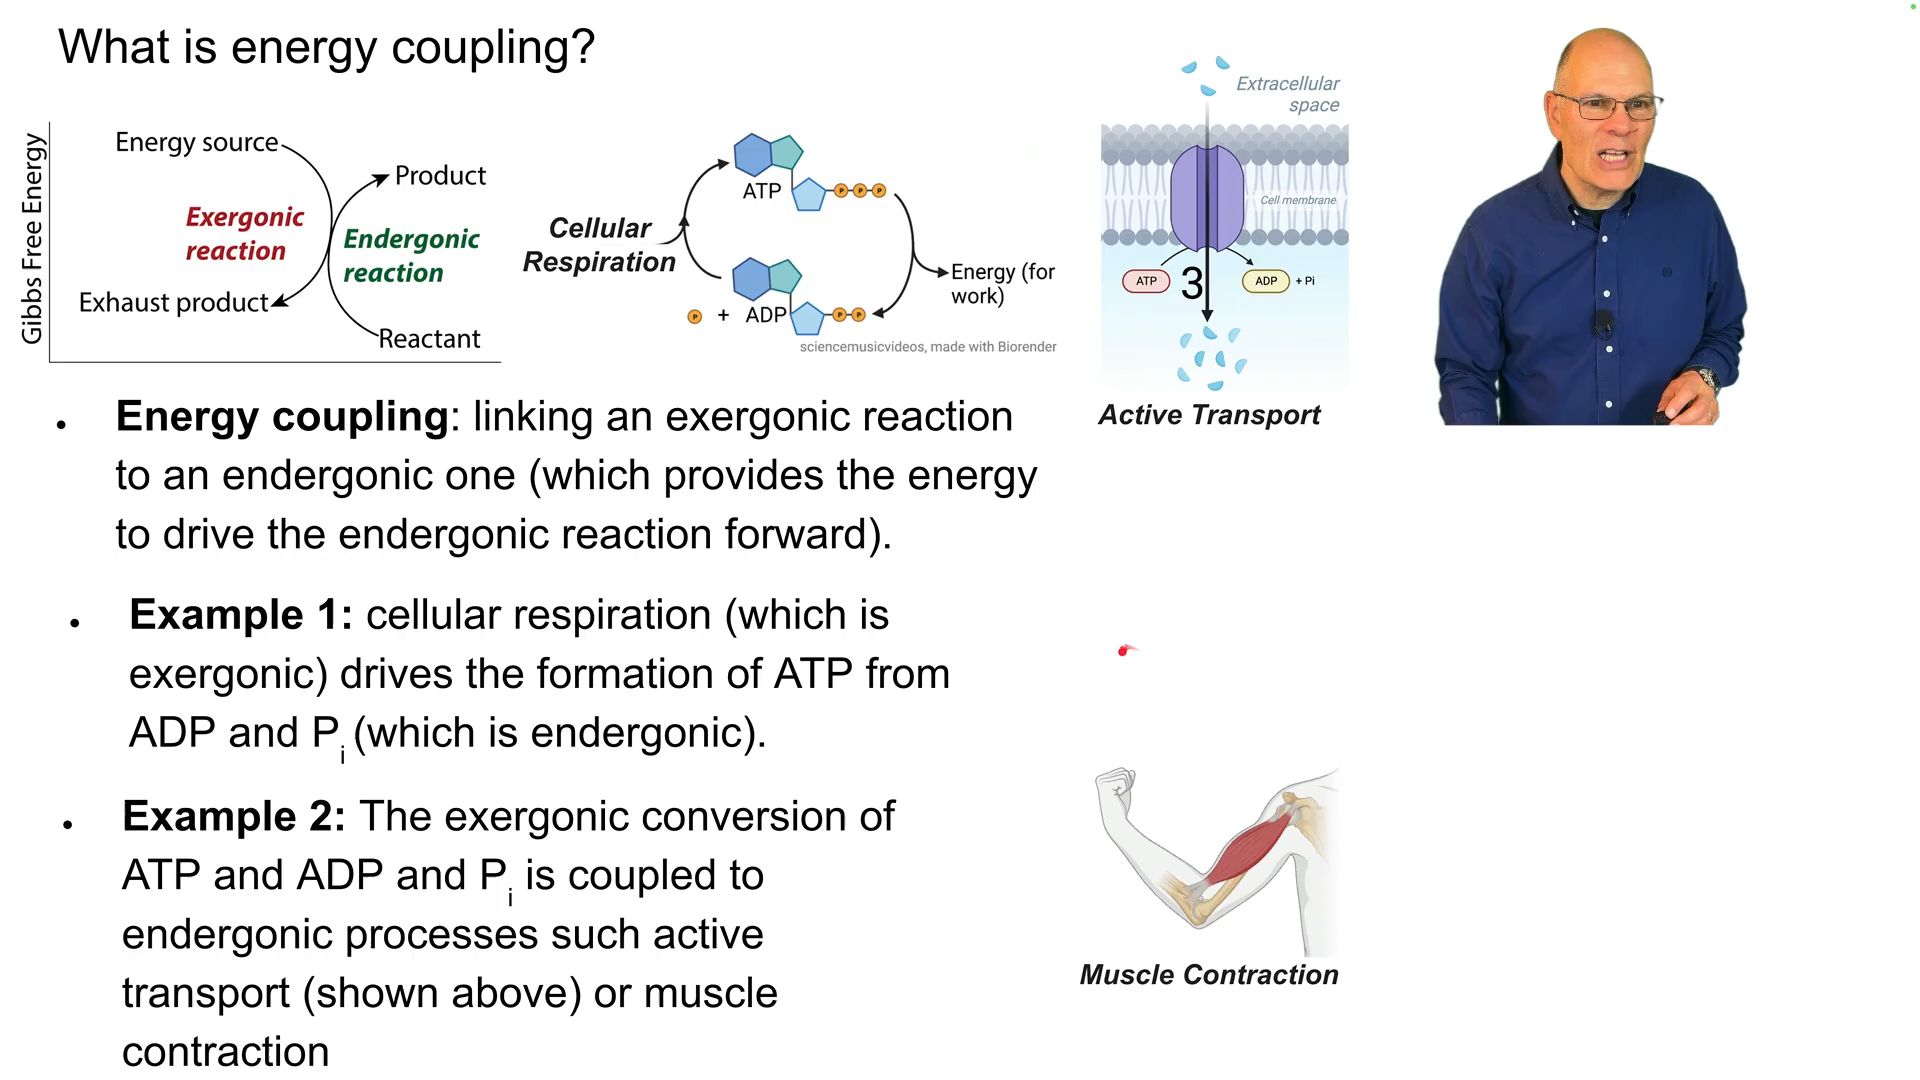 What is energy coupling?
Gibbs Free Energy
Energy source
Product
Exergonic
reaction
Endergonic
reaction
Exhaust product
Reactant
Cellular
Respiration
ATP
P P P
Energy (for
work)
P + ADP
P P
sciencemusicvideos, made with Biorender
Extracellular
space
Cell membrane
ATP
3
ADP + Pi
Active Transport
• Energy coupling: linking an exergonic reaction
to an endergonic one (which provides the energy
to drive the endergonic reaction forward).
• Example 1: cellular respiration (which is
exergonic) drives the formation of ATP from
ADP and Pi (which is endergonic).
• Example 2: The exergonic conversion of
ATP and ADP and Pi is coupled to
endergonic processes such active
transport (shown above) or muscle
contraction
Muscle Contraction